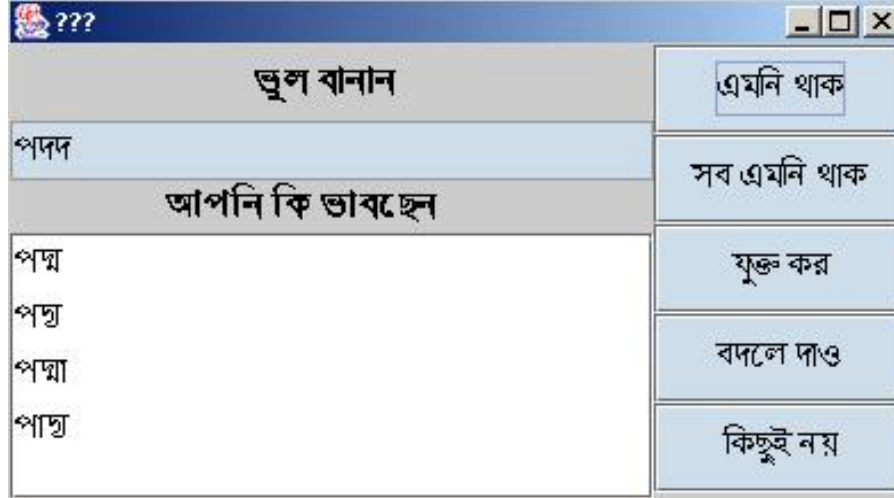 ???
ভুল বানান
পদদ
আপনি কি ভাবছেন
পদ্ম
পদ্য
পদ্মা
পাদ্য
এমনি থাক
সব এমনি থাক
যুক্ত কর
বদলে দাও
কিছুই নয়